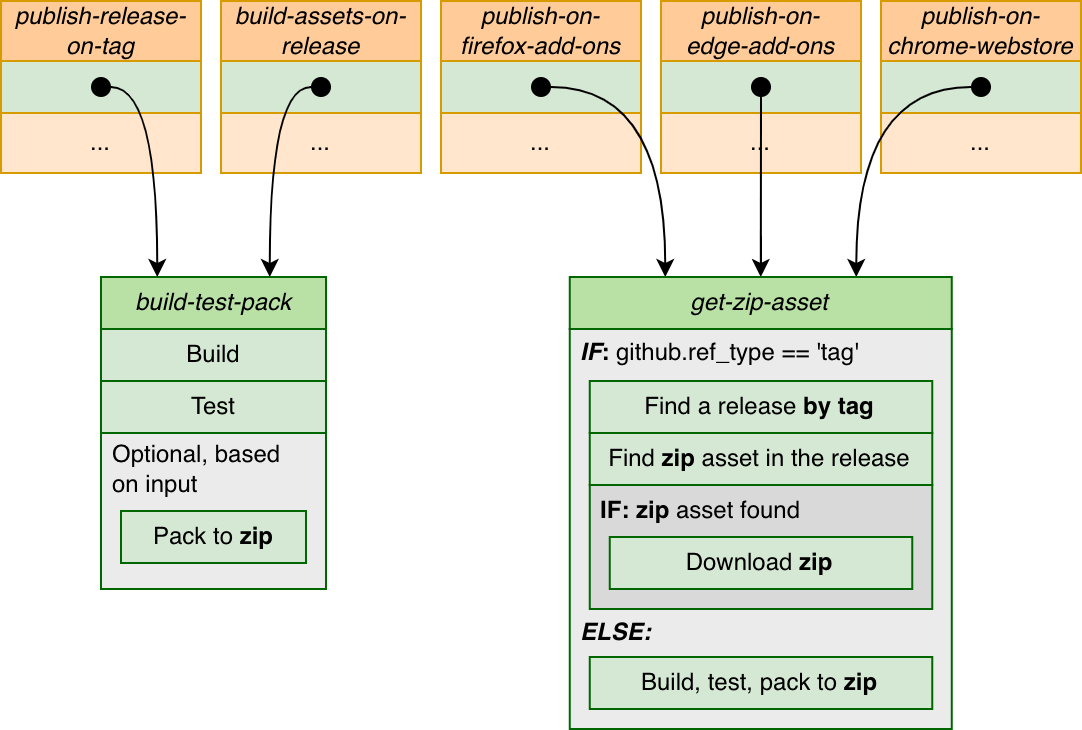 publish-release-
on-tag
...
build-assets-on-
release
...
publish-on-
firefox-add-ons
...
publish-on-
edge-add-ons
...
publish-on-
chrome-webstore
...
build-test-pack
Build
Test
Optional, based
on input
Pack to zip
get-zip-asset
IF: github.ref_type == 'tag'
Find a release by tag
Find zip asset in the release
IF: zip asset found
Download zip
ELSE:
Build, test, pack to zip